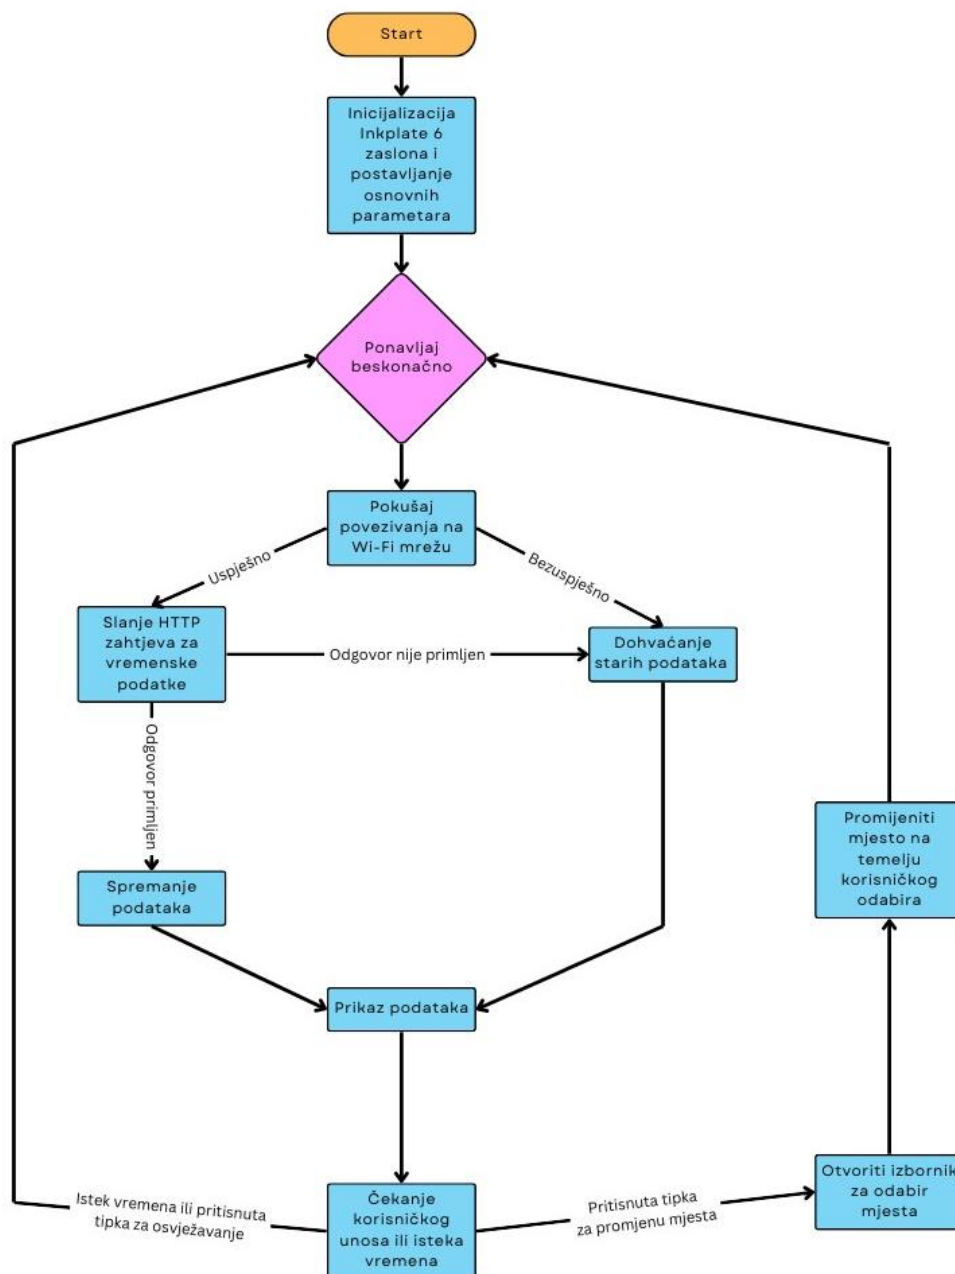 Start
Inicijalizacija
Inkplate 6
zaslona i
postavljanje
osnovnih
parametara
Ponavljaj
beskonačno
Pokušaj
povezivanja na
Wi-Fi mrežu
Uspješno
Bezuspješno
Slanje HTTP
zahtjeva za
vremenske
podatke
Odgovor nije primljen
Dohvaćanje
starih podataka
Odgovor primljen
Spremanje
podataka
Promijeniti
mjesto na
temelju
korisničkog
odabira
Prikaz podataka
Istek vremena ili pritisnuta
tipka za osvježavanje
Čekanje
korisničkog
unosa ili isteka
vremena
Pritisnuta tipka
za promjenu mjesta
Otvoriti izbornik
za odabir
mjesta